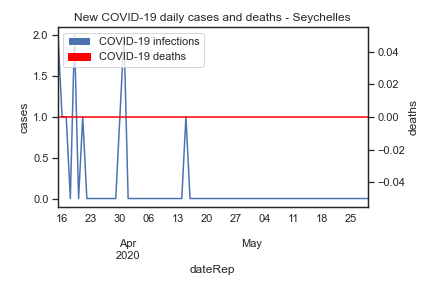 New COVID-19 daily cases and deaths - Seychelles
COVID-19 infections
COVID-19 deaths
2.0
1.5
1.0
0.5
0.0
cases
0.04
0.02
0.00
−0.02
−0.04
deaths
16 23 30 06 13 20 27 04 11 18 25
Apr May
2020
dateRep